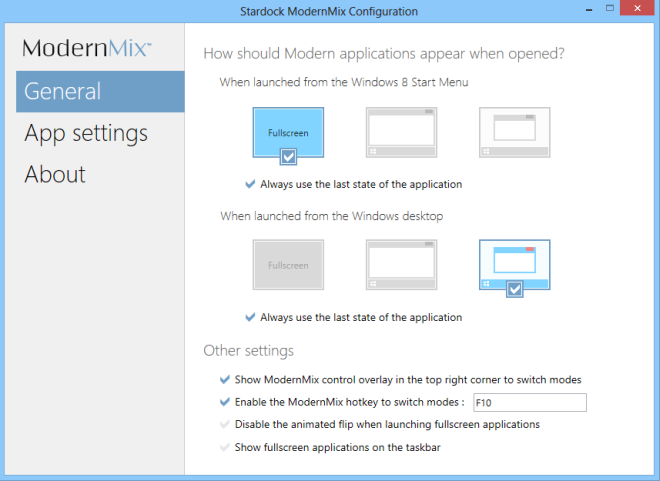 Stardock ModernMix Configuration
ModernMix™
General
App settings
About
How should Modern applications appear when opened?
When launched from the Windows 8 Start Menu
Fullscreen
Always use the last state of the application
When launched from the Windows desktop
Fullscreen
Always use the last state of the application
Other settings
Show ModernMix control overlay in the top right corner to switch modes
Enable the ModernMix hotkey to switch modes : F10
Disable the animated flip when launching fullscreen applications
Show fullscreen applications on the taskbar